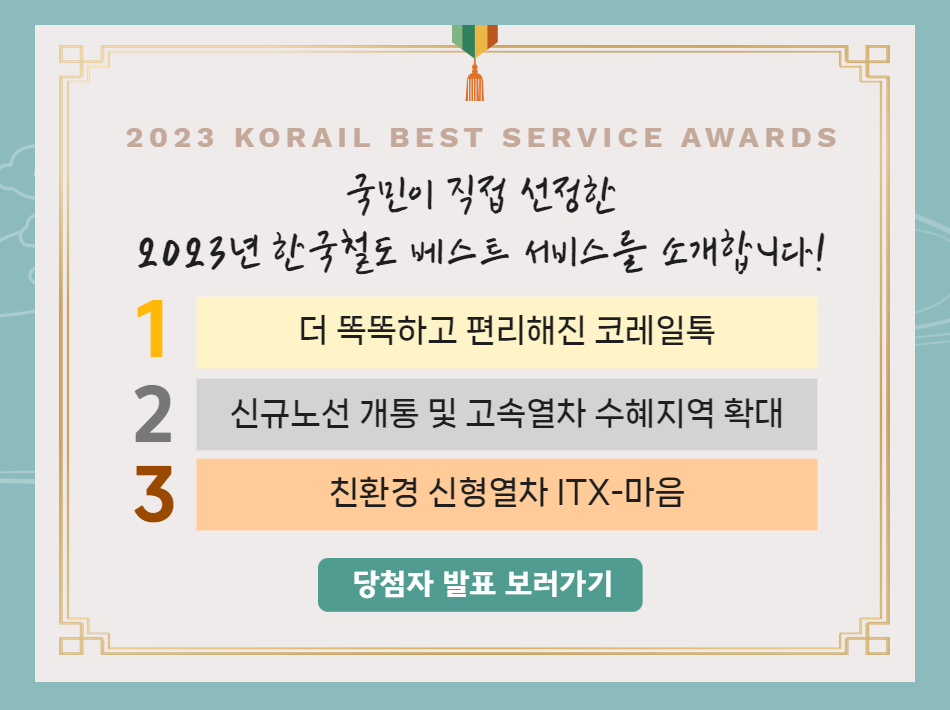 2023 KORAIL BEST SERVICE AWARDS
국민이 직접 선정한
2023년 한국철도 베스트 서비스를 소개합니다!
1 더 똑똑하고 편리해진 코레일톡
2 신규노선 개통 및 고속열차 수혜지역 확대
3 친환경 신형열차 ITX-마음
당첨자 발표 보러가기